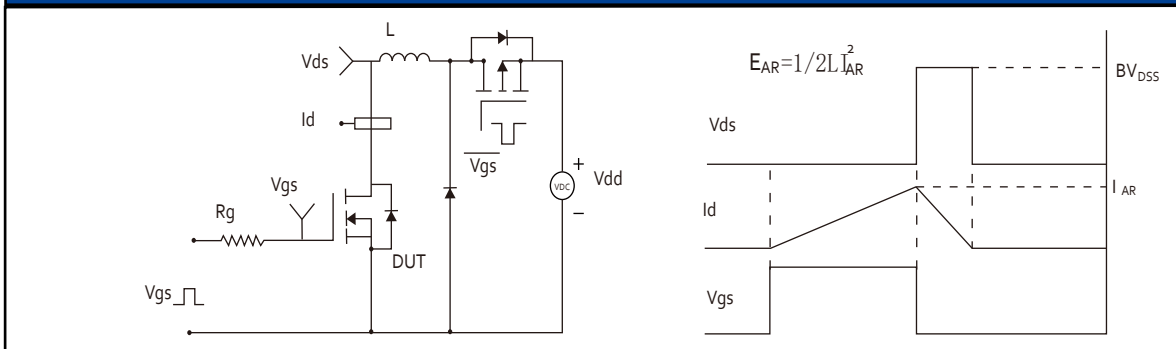 L
Vds
Id
Vgs
Rg
DUT
Vgs
Vgs
VDC
+
Vdd
−
E_AR=1/2LI²_AR
BV_DSS
Vds
I_AR
Id
Vgs